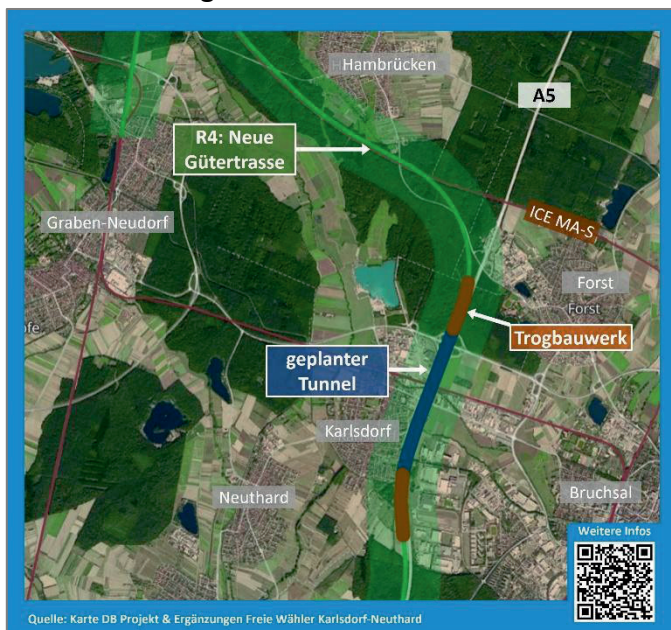 Hambrücken
A5
R4: Neue
Gütertrasse
ICE MA-S
Graben-Neudorf
Forst
Forst
Trogbauwerk
geplanter
Tunnel
Karlsdorf
Neuthard
Bruchsal
Weitere Infos
Quelle: Karte DB Projekt & Ergänzungen Freie Wähler Karlsdorf-Neuthard